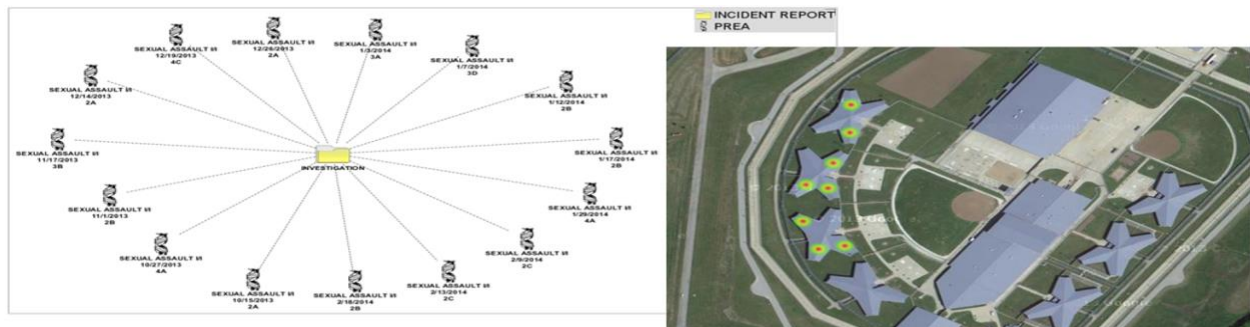 INCIDENT REPORT
PREA
SEXUAL ASSAULT I/I
12/26/2013
2A
SEXUAL ASSAULT I/I
1/3/2014
3A
SEXUAL ASSAULT I/I
12/19/2013
4C
SEXUAL ASSAULT I/I
1/7/2014
3D
SEXUAL ASSAULT I/I
12/14/2013
2A
SEXUAL ASSAULT I/I
1/12/2014
2B
SEXUAL ASSAULT I/I
11/17/2013
3B
SEXUAL ASSAULT I/I
1/17/2014
2B
INVESTIGATION
SEXUAL ASSAULT I/I
11/1/2013
2B
SEXUAL ASSAULT I/I
1/29/2014
4A
SEXUAL ASSAULT I/I
10/27/2013
4A
SEXUAL ASSAULT I/I
2/9/2014
2C
SEXUAL ASSAULT I/I
10/15/2013
2A
SEXUAL ASSAULT I/I
2/16/2014
2B
SEXUAL ASSAULT I/I
2/13/2014
2C